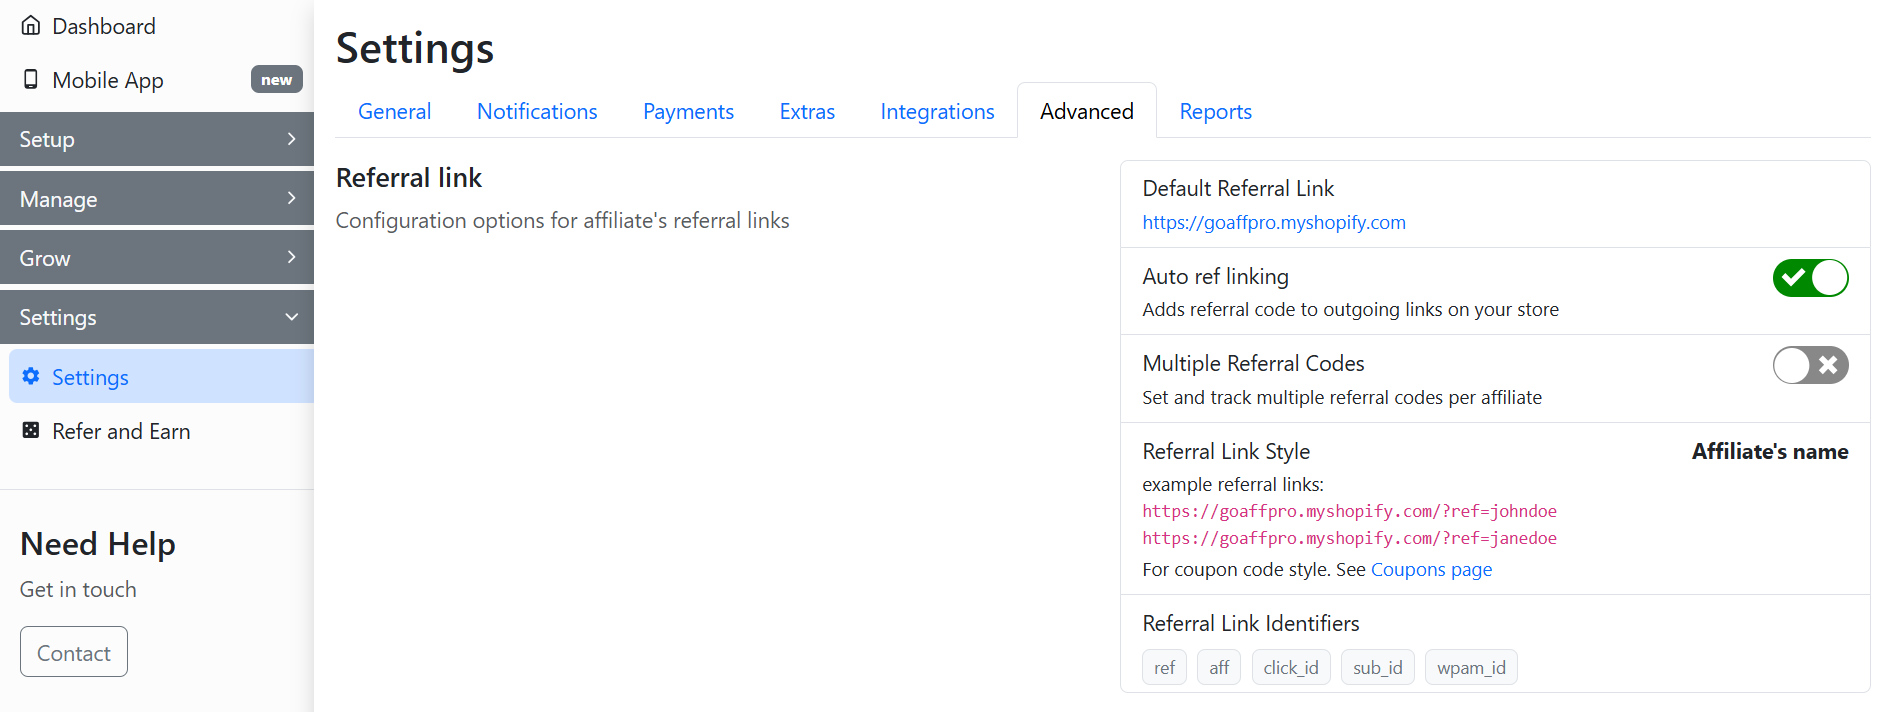 Dashboard
Mobile App new
Setup
Manage
Grow
Settings
Settings
Refer and Earn
Need Help
Get in touch
Contact
Settings
General Notifications Payments Extras Integrations Advanced Reports
Referral link
Configuration options for affiliate's referral links
Default Referral Link
https://goaffpro.myshopify.com
Auto ref linking
Adds referral code to outgoing links on your store
Multiple Referral Codes
Set and track multiple referral codes per affiliate
Referral Link Style Affiliate's name
example referral links:
https://goaffpro.myshopify.com/?ref=johndoe
https://goaffpro.myshopify.com/?ref=janedoe
For coupon code style. See Coupons page
Referral Link Identifiers
ref aff click_id sub_id wpam_id